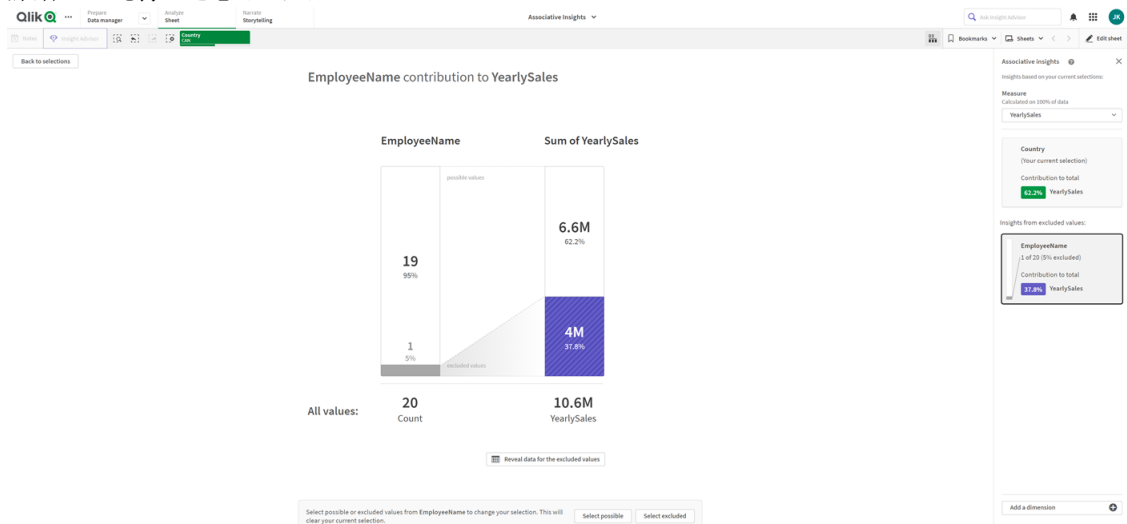 Qlik
Prepare
Data manager
Analyze
Sheet
Narrate
Storytelling
Associative Insights
Ask Insight Advisor
JK
Notes
Insight Advisor
Country
CAN
Bookmarks
Sheets
Edit sheet
Back to selections
EmployeeName contribution to YearlySales
EmployeeName
Sum of YearlySales
possible values
6.6M
62.2%
19
95%
4M
37.8%
1
5%
excluded values
All values:
20
Count
10.6M
YearlySales
Reveal data for the excluded values
Select possible or excluded values from EmployeeName to change your selection. This will
clear your current selection.
Select possible
Select excluded
Associative insights
Insights based on your current selections:
Measure
Calculated on 100% of data
YearlySales
Country
(Your current selection)
Contribution to total
62.2% YearlySales
Insights from excluded values:
EmployeeName
1 of 20 (5% excluded)
Contribution to total
37.8% YearlySales
Add a dimension